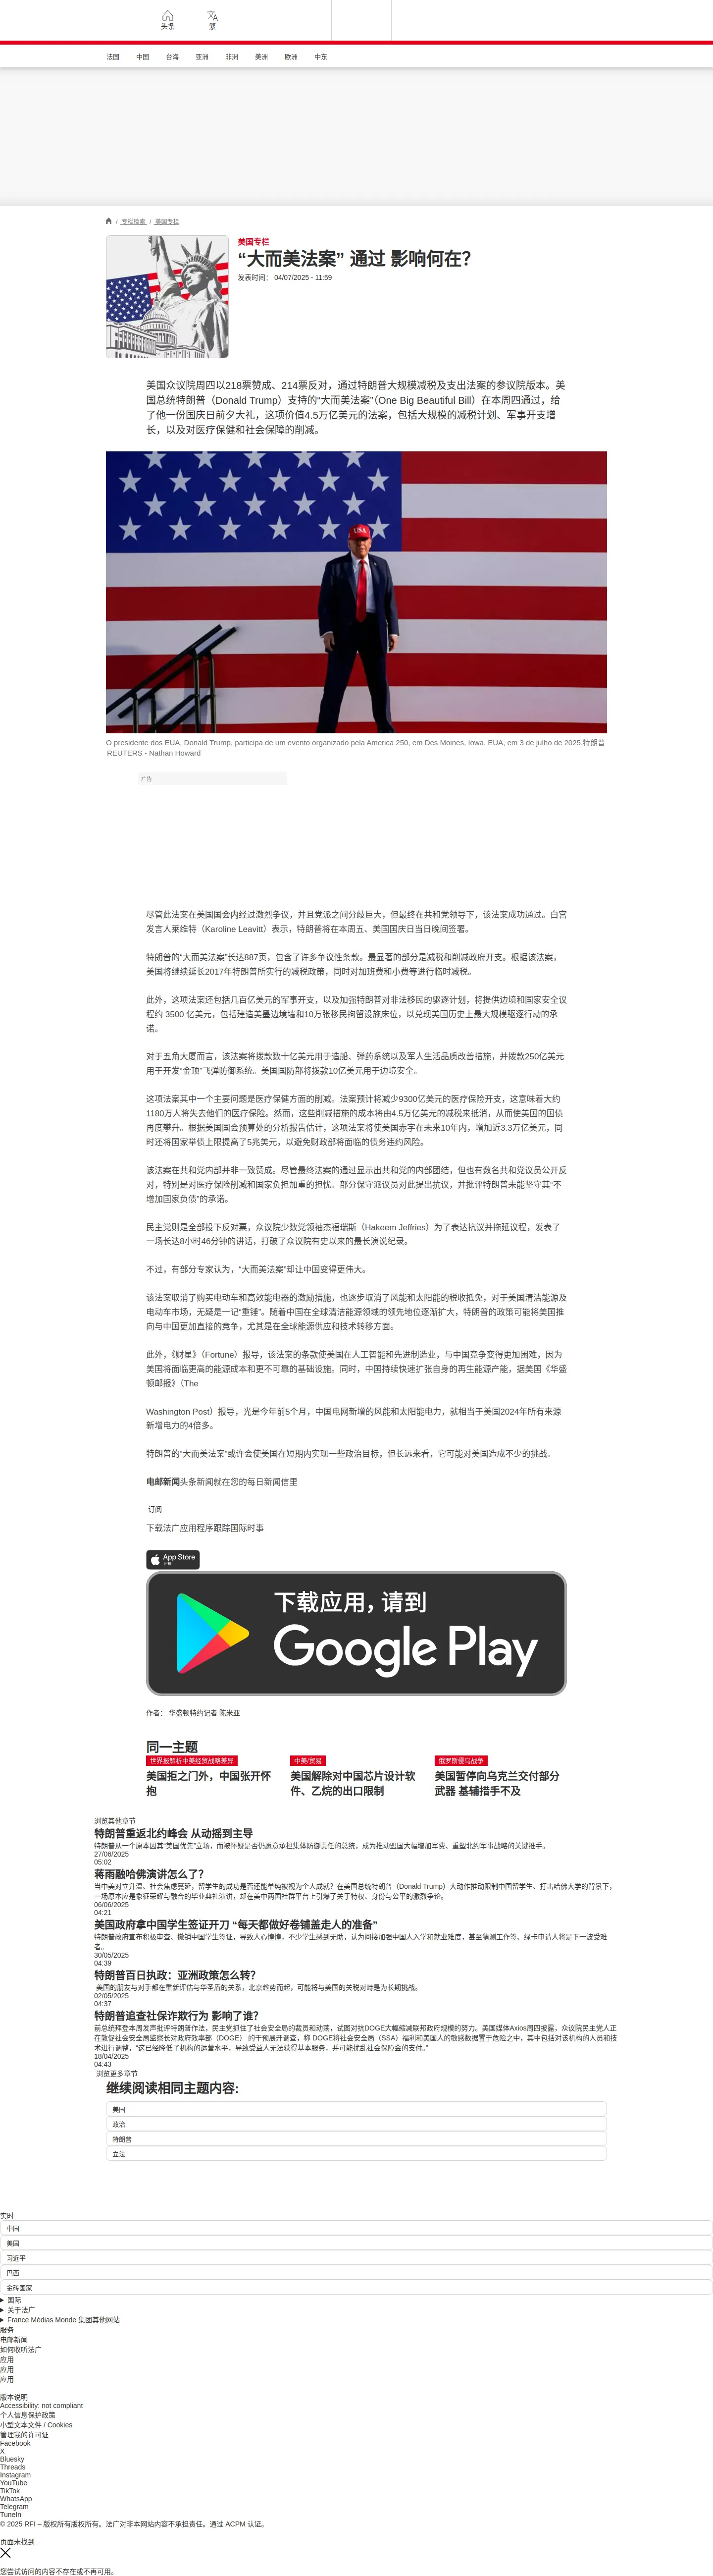 头条
繁
法国
中国
台海
亚洲
非洲
美洲
欧洲
中东
/ 专栏检索 / 美国专栏
美国专栏
“大而美法案” 通过 影响何在？
发表时间： 04/07/2025 - 11:59
美国众议院周四以218票赞成、214票反对，通过特朗普大规模减税及支出法案的参议院版本。美
国总统特朗普（Donald Trump）支持的“大而美法案”（One Big Beautiful Bill）在本周四通过，给
了他一份国庆日前夕大礼，这项价值4.5万亿美元的法案，包括大规模的减税计划、军事开支增
长，以及对医疗保健和社会保障的削减。
USA
O presidente dos EUA, Donald Trump, participa de um evento organizado pela America 250, em Des Moines, Iowa, EUA, em 3 de julho de 2025.特朗普
REUTERS - Nathan Howard
广告
尽管此法案在美国国会内经过激烈争议，并且党派之间分歧巨大，但最终在共和党领导下，该法案成功通过。白宫
发言人莱维特（Karoline Leavitt）表示，特朗普将在本周五、美国国庆日当日晚间签署。
特朗普的“大而美法案”长达887页，包含了许多争议性条款。最显著的部分是减税和削减政府开支。根据该法案，
美国将继续延长2017年特朗普所实行的减税政策，同时对加班费和小费等进行临时减税。
此外，这项法案还包括几百亿美元的军事开支，以及加强特朗普对非法移民的驱逐计划，将提供边境和国家安全议
程约 3500 亿美元，包括建造美墨边境墙和10万张移民拘留设施床位，以兑现美国历史上最大规模驱逐行动的承
诺。
对于五角大厦而言，该法案将拨款数十亿美元用于造船、弹药系统以及军人生活品质改善措施，并拨款250亿美元
用于开发“金顶”飞弹防御系统。美国国防部将拨款10亿美元用于边境安全。
这项法案其中一个主要问题是医疗保健方面的削减。法案预计将减少9300亿美元的医疗保险开支，这意味着大约
1180万人将失去他们的医疗保险。然而，这些削减措施的成本将由4.5万亿美元的减税来抵消，从而使美国的国债
再度攀升。根据美国国会预算处的分析报告估计，这项法案将使美国赤字在未来10年内，增加近3.3万亿美元，同
时还将国家举债上限提高了5兆美元，以避免财政部将面临的债务违约风险。
该法案在共和党内部并非一致赞成。尽管最终法案的通过显示出共和党的内部团结，但也有数名共和党议员公开反
对，特别是对医疗保险削减和国家负担加重的担忧。部分保守派议员对此提出抗议，并批评特朗普未能坚守其“不
增加国家负债”的承诺。
民主党则是全部投下反对票，众议院少数党领袖杰福瑞斯（Hakeem Jeffries）为了表达抗议并拖延议程，发表了
一场长达8小时46分钟的讲话，打破了众议院有史以来的最长演说纪录。
不过，有部分专家认为，“大而美法案”却让中国变得更伟大。
该法案取消了购买电动车和高效能电器的激励措施，也逐步取消了风能和太阳能的税收抵免，对于美国清洁能源及
电动车市场，无疑是一记“重锤”。随着中国在全球清洁能源领域的领先地位逐渐扩大，特朗普的政策可能将美国推
向与中国更加直接的竞争，尤其是在全球能源供应和技术转移方面。
此外，《财星》（Fortune）报导，该法案的条款使美国在人工智能和先进制造业，与中国竞争变得更加困难，因为
美国将面临更高的能源成本和更不可靠的基础设施。同时，中国持续快速扩张自身的再生能源产能，据美国《华盛
顿邮报》（The
Washington Post）报导，光是今年前5个月，中国电网新增的风能和太阳能电力，就相当于美国2024年所有来源
新增电力的4倍多。
特朗普的“大而美法案”或许会使美国在短期内实现一些政治目标，但长远来看，它可能对美国造成不少的挑战。
电邮新闻头条新闻就在您的每日新闻信里
订阅
下载法广应用程序跟踪国际时事
App Store
下载
下载应用，请到
Google Play
作者： 华盛顿特约记者 陈米亚
同一主题
世界报解析中美经贸战略差异
美国拒之门外，中国张开怀
抱
中美/贸易
美国解除对中国芯片设计软
件、乙烷的出口限制
俄罗斯侵乌战争
美国暂停向乌克兰交付部分
武器 基辅措手不及
浏览其他章节
特朗普重返北约峰会 从动摇到主导
特朗普从一个原本因其“美国优先”立场，而被怀疑是否仍愿意承担集体防御责任的总统，成为推动盟国大幅增加军费、重塑北约军事战略的关键推手。
27/06/2025
05:02
蒋雨融哈佛演讲怎么了？
当中美对立升温、社会焦虑蔓延，留学生的成功是否还能单纯被视为个人成就？在美国总统特朗普（Donald Trump）大动作推动限制中国留学生、打击哈佛大学的背景下，
一场原本应是象征荣耀与融合的毕业典礼演讲，却在美中两国社群平台上引爆了关于特权、身份与公平的激烈争论。
06/06/2025
04:21
美国政府拿中国学生签证开刀 “每天都做好卷铺盖走人的准备”
特朗普政府宣布积极审查、撤销中国学生签证，导致人心惶惶，不少学生感到无助，认为间接加强中国人入学和就业难度，甚至猜测工作签、绿卡申请人将是下一波受难
者。
30/05/2025
04:39
特朗普百日执政：亚洲政策怎么转？
美国的朋友与对手都在重新评估与华圣盾的关系，北京趁势而起，可能将与美国的关税对峙是为长期挑战。
02/05/2025
04:37
特朗普追查社保诈欺行为 影响了谁？
前总统拜登本周发声批评特朗普作法，民主党抓住了社会安全局的裁员和动荡，试图对抗DOGE大幅缩减联邦政府规模的努力。美国媒体Axios周四披露，众议院民主党人正
在敦促社会安全局监察长对政府效率部（DOGE） 的干预展开调查，称 DOGE将社会安全局（SSA）福利和美国人的敏感数据置于危险之中，其中包括对该机构的人员和技
术进行调整，“这已经降低了机构的运营水平，导致受益人无法获得基本服务，并可能扰乱社会保障金的支付。”
18/04/2025
04:43
浏览更多章节
继续阅读相同主题内容:
美国
政治
特朗普
立法
实时
中国
美国
习近平
巴西
金砖国家
国际
关于法广
France Médias Monde 集团其他网站
服务
电邮新闻
如何收听法广
应用
应用
应用
版本说明
Accessibility: not compliant
个人信息保护政策
小型文本文件 / Cookies
管理我的许可证
Facebook
X
Bluesky
Threads
Instagram
YouTube
TikTok
WhatsApp
Telegram
TuneIn
© 2025 RFI – 版权所有版权所有。法广对非本网站内容不承担责任。通过 ACPM 认证。
页面未找到
您尝试访问的内容不存在或不再可用。